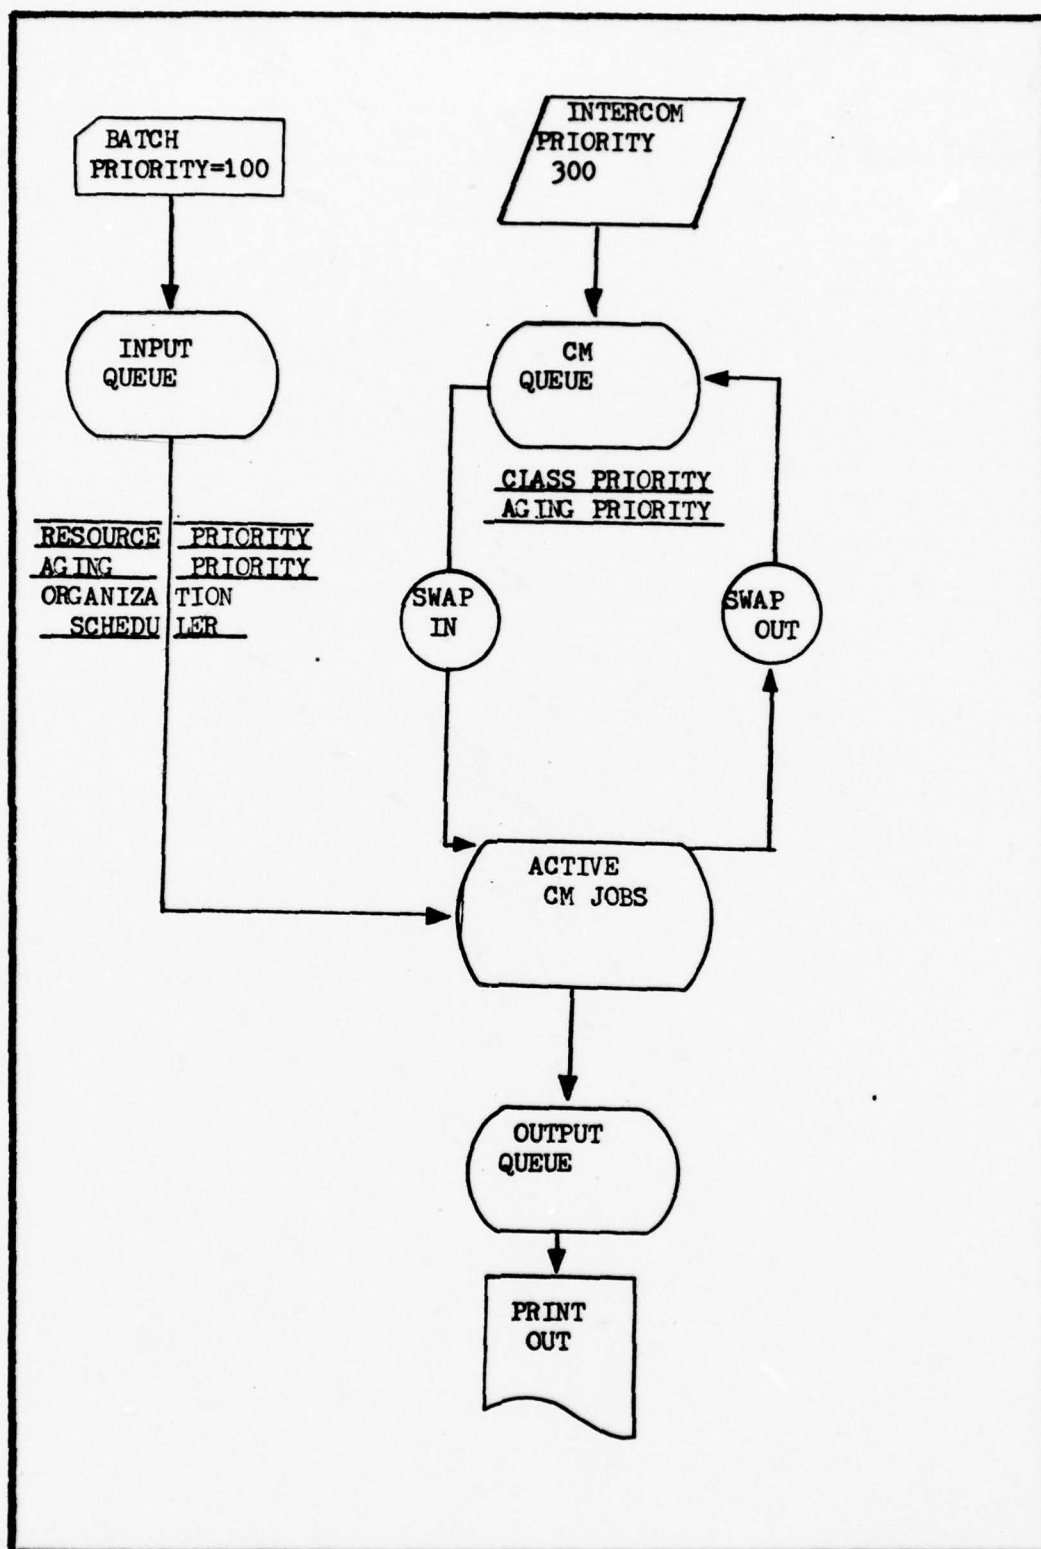 BATCH
PRIORITY=100
INTERCOM
PRIORITY
300
INPUT
QUEUE
CM
QUEUE
CLASS PRIORITY
AGING PRIORITY
RESOURCE PRIORITY
AGING PRIORITY
ORGANIZATION
SCHEDULER
SWAP
IN
SWAP
OUT
ACTIVE
CM JOBS
OUTPUT
QUEUE
PRINT
OUT